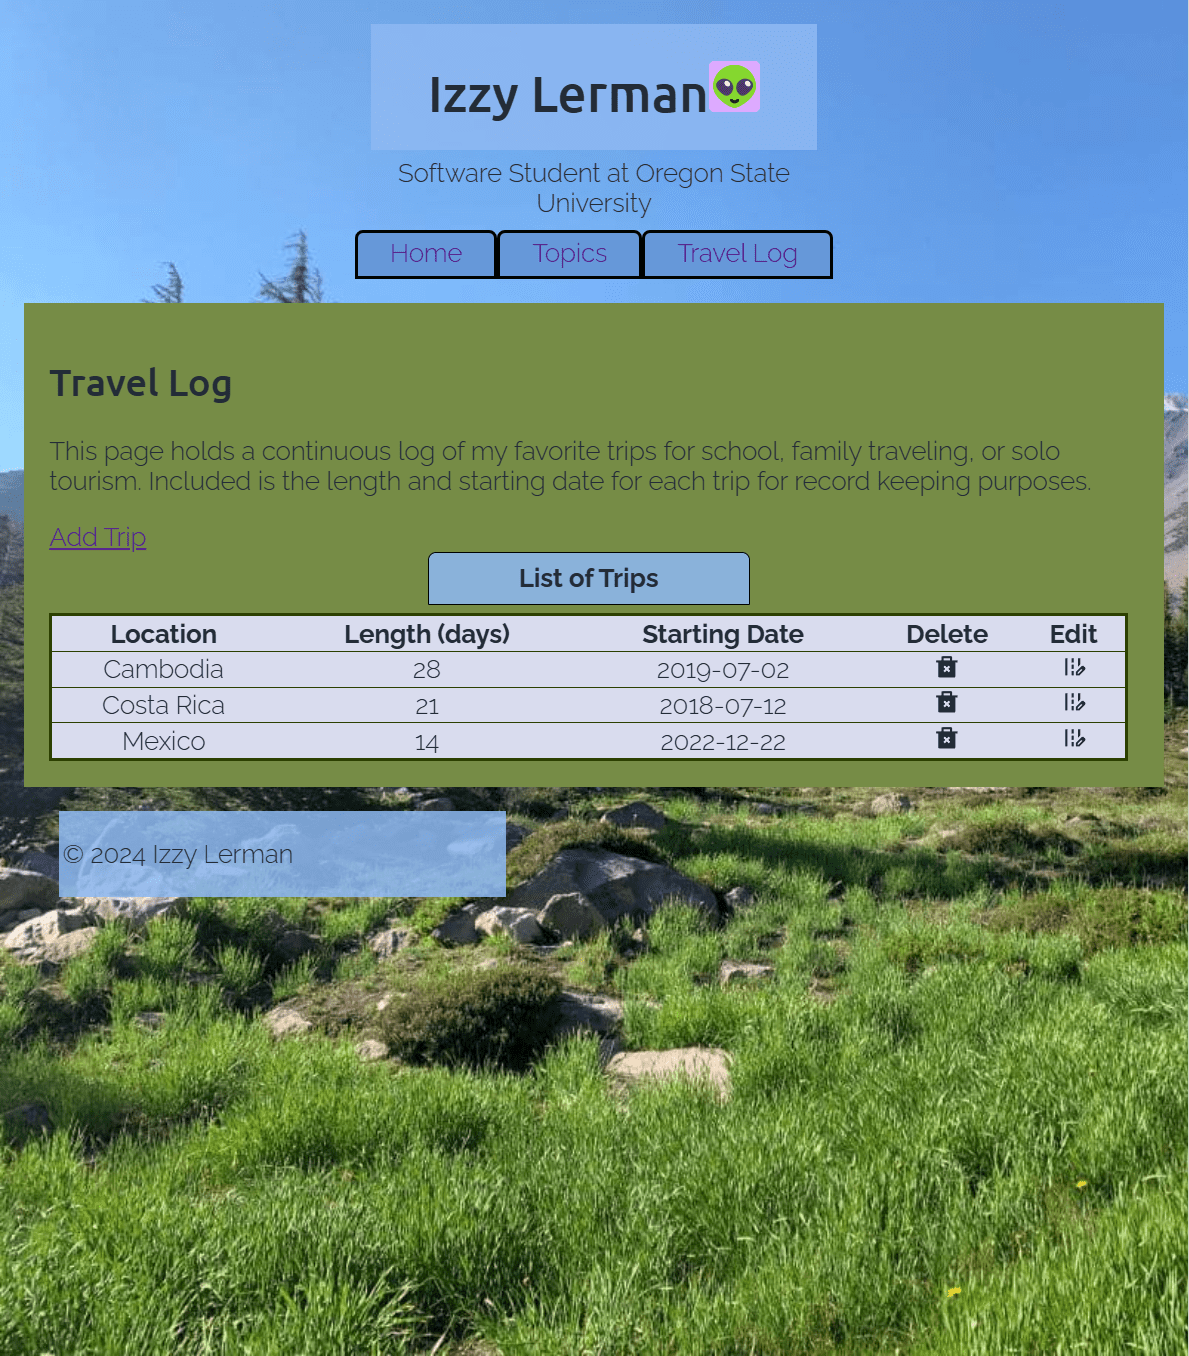 Izzy Lerman
Software Student at Oregon State
University
Home Topics Travel Log
Travel Log
This page holds a continuous log of my favorite trips for school, family traveling, or solo
tourism. Included is the length and starting date for each trip for record keeping purposes.
Add Trip
List of Trips
Location Length (days) Starting Date Delete Edit
Cambodia 28 2019-07-02
Costa Rica 21 2018-07-12
Mexico 14 2022-12-22
© 2024 Izzy Lerman